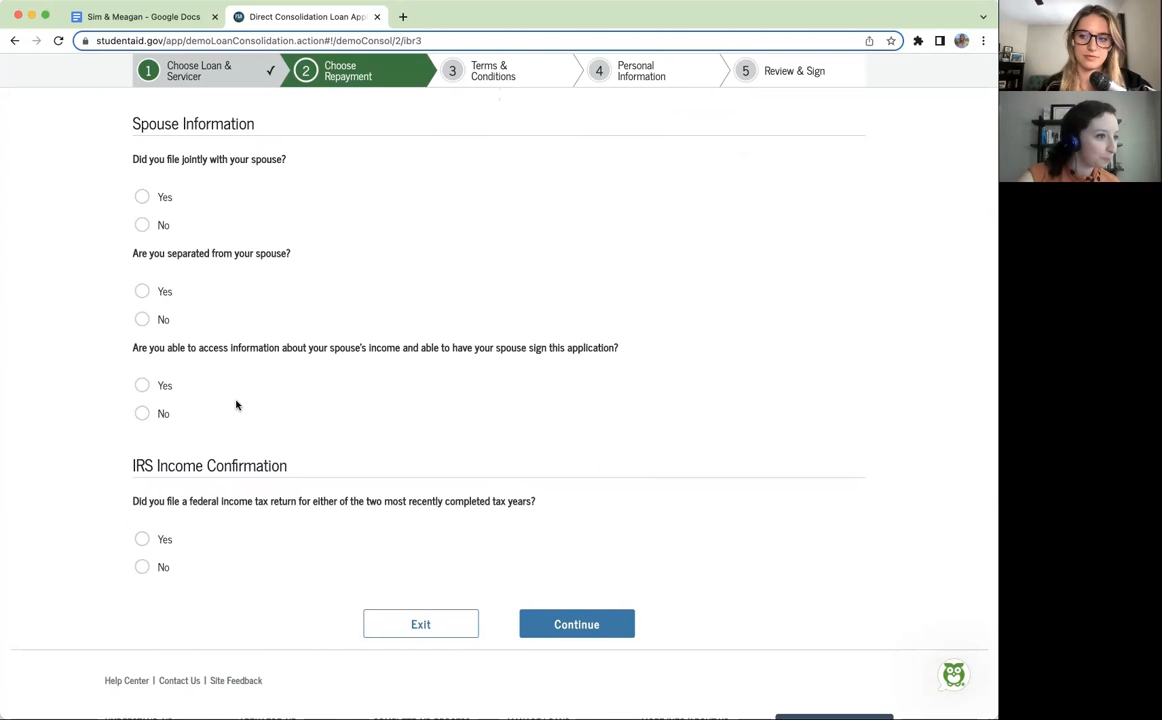 Sim & Meagan - Google Docs
Direct Consolidation Loan App
studentaid.gov/app/demoLoanConsolidation.action#!/demoConsol/2/ibr3
1 Choose Loan & Servicer
2 Choose Repayment
3 Terms & Conditions
4 Personal Information
5 Review & Sign
Spouse Information
Did you file jointly with your spouse?
Yes
No
Are you separated from your spouse?
Yes
No
Are you able to access information about your spouse's income and able to have your spouse sign this application?
Yes
No
IRS Income Confirmation
Did you file a federal income tax return for either of the two most recently completed tax years?
Yes
No
Exit
Continue
Help Center | Contact Us | Site Feedback